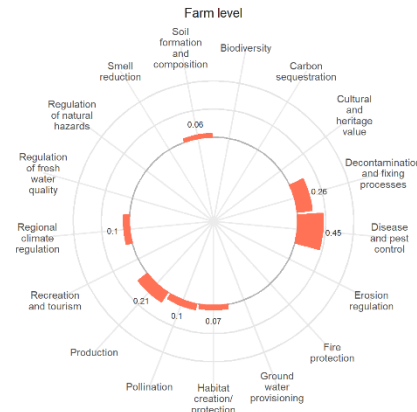 Farm level
Soil
formation
and
composition
Biodiversity
Carbon
sequestration
Cultural
and
heritage
value
Decontamination
and fixing
processes
Disease
and pest
control
Erosion
regulation
Fire
protection
Ground
water
provisioning
Habitat
creation/
protection
Pollination
Production
Recreation
and tourism
Regional
climate
regulation
Regulation
of fresh
water
quality
Regulation
of natural
hazards
Smell
reduction
0.06
0.26
0.45
0.07
0.1
0.21
0.1